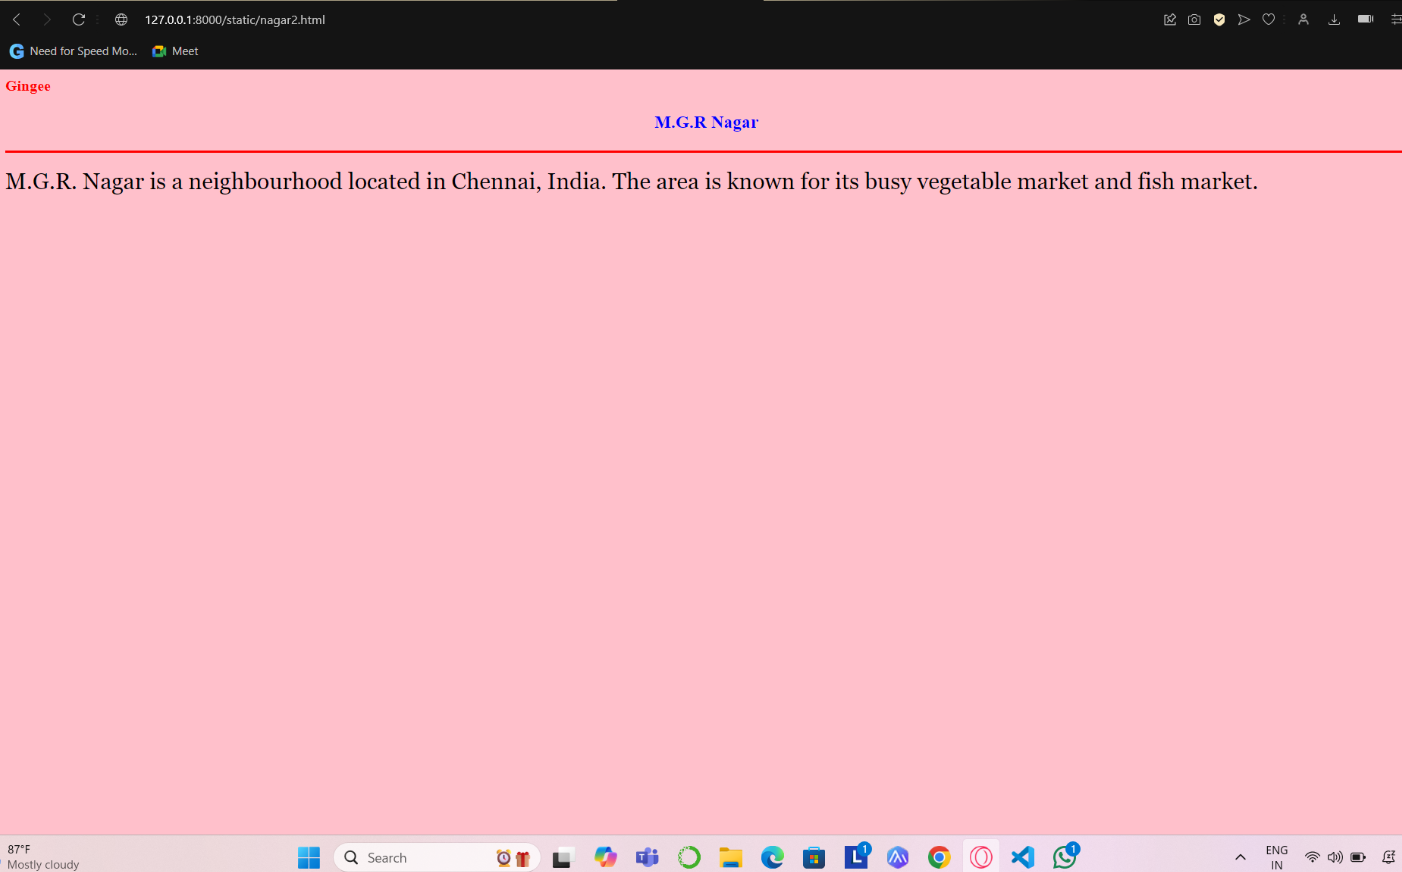 127.0.0.1:8000/static/nagar2.html
G Need for Speed Mo... Meet
Gingee
M.G.R Nagar
M.G.R. Nagar is a neighbourhood located in Chennai, India. The area is known for its busy vegetable market and fish market.
87°F
Mostly cloudy
Search
L 1
1
ENG
IN